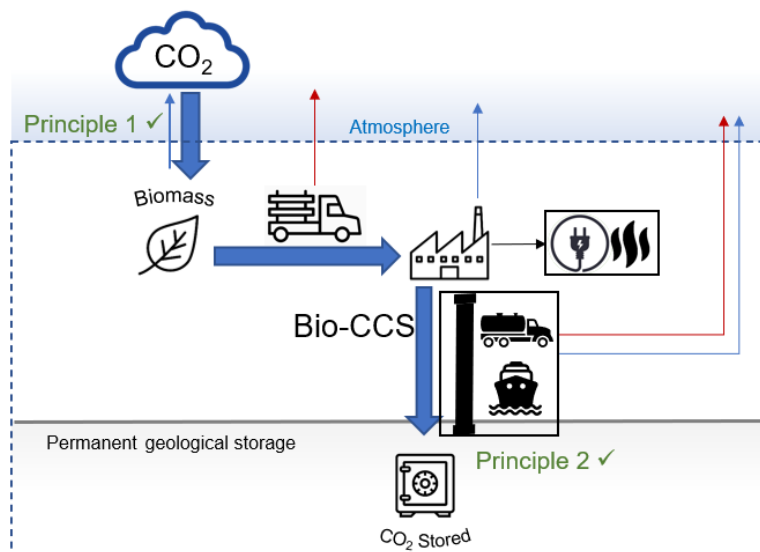 CO₂
Principle 1 ✓
Atmosphere
Biomass
Bio-CCS
Permanent geological storage
Principle 2 ✓
CO₂ Stored